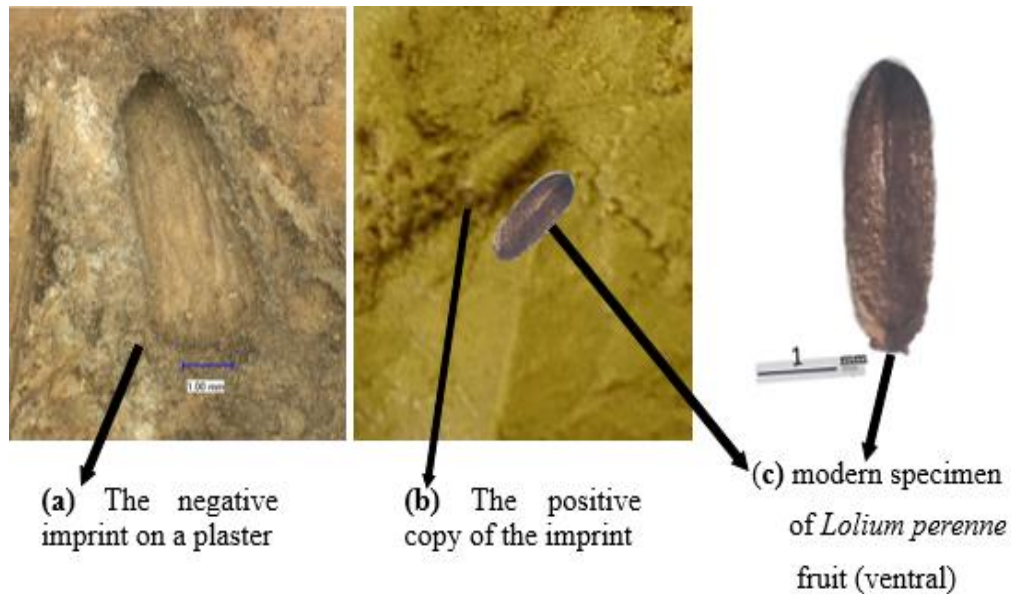 1.00 mm
1
(a) The negative
imprint on a plaster
(b) The positive
copy of the imprint
(c) modern specimen
of Lolium perenne
fruit (ventral)